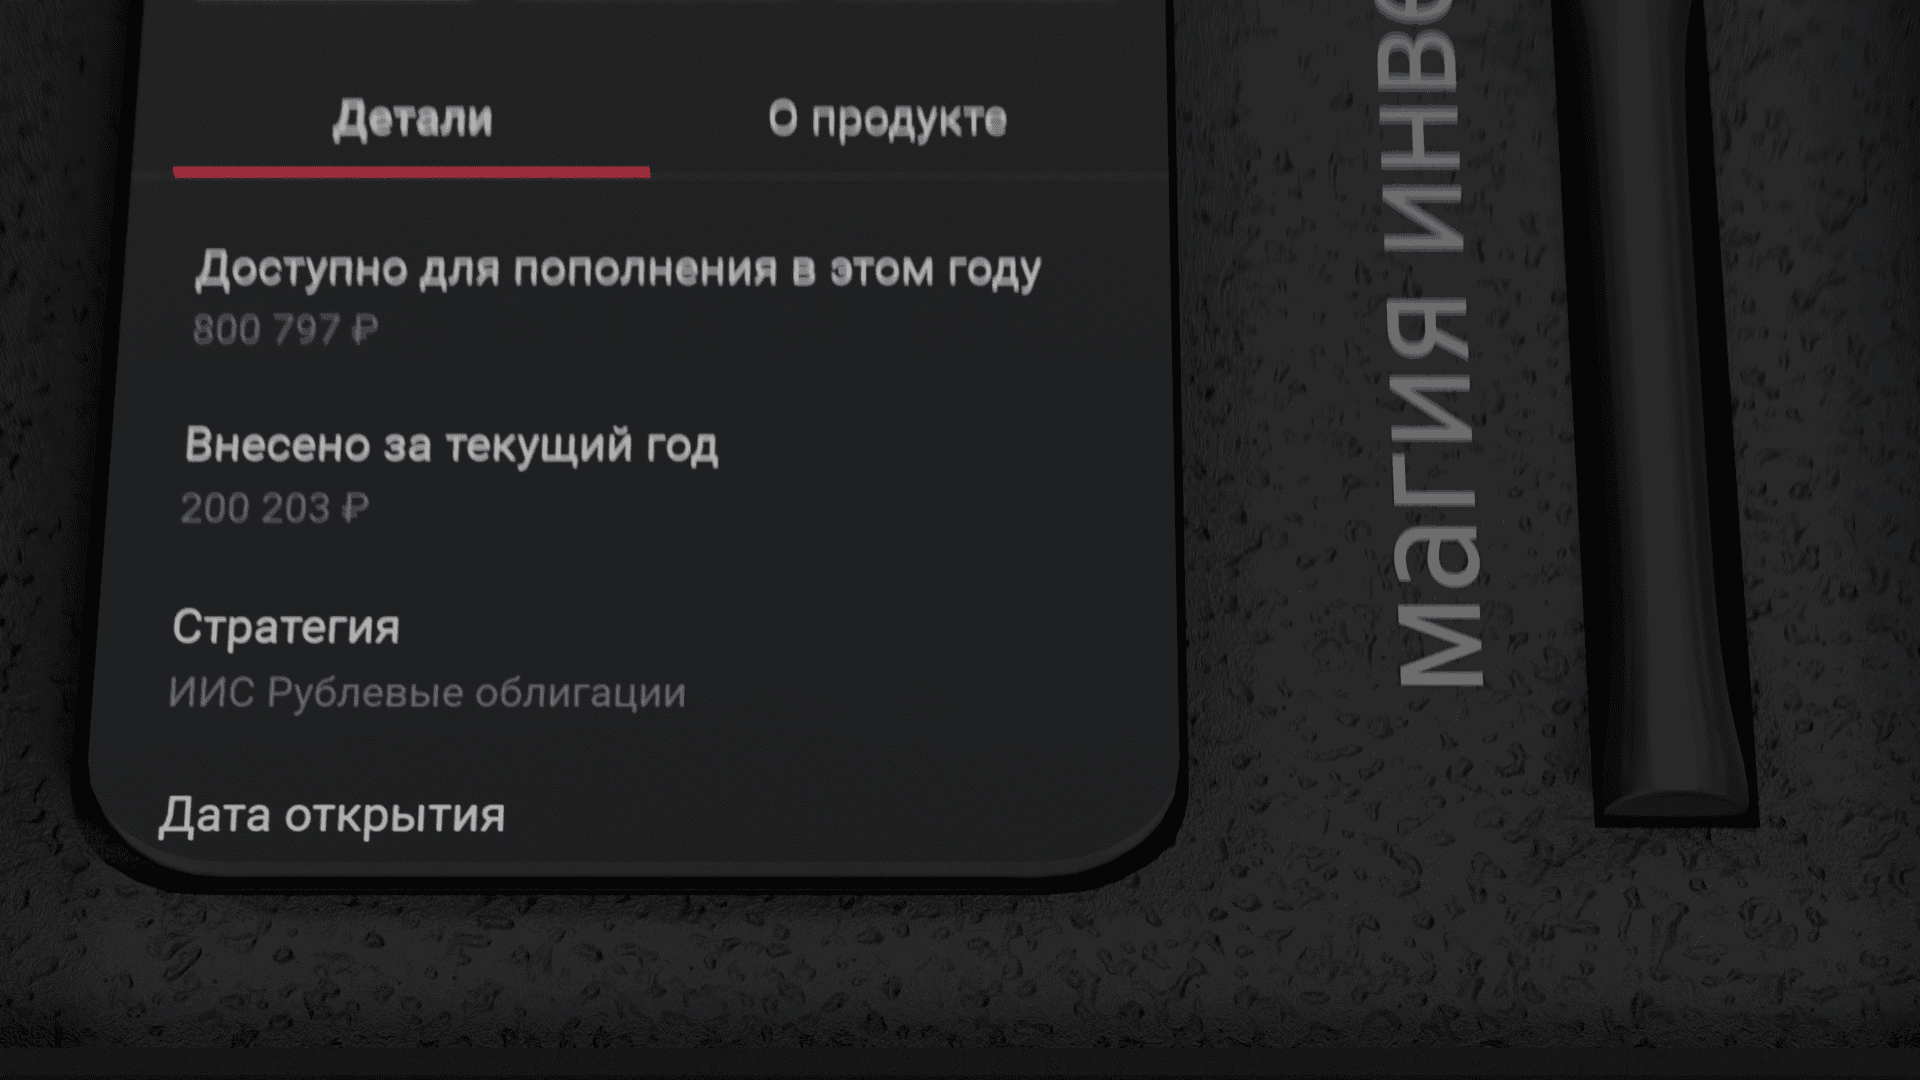 Детали
О продукте
Доступно для пополнения в этом году
800 797 ₽
Внесено за текущий год
200 203 ₽
Стратегия
ИИС Рублевые облигации
Дата открытия
магия инве